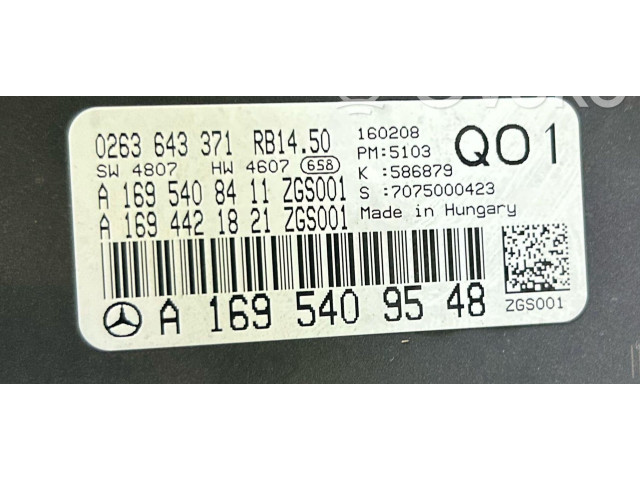 0263 643 371 RB14.50
SW 4807 HW 4607 658
A 169 540 84 11 ZGS001
A 169 442 18 21 ZGS001
160208
PM:5103
K :586879
S :7075000423
Made in Hungary
Q01
A 169 540 95 48
ZGS001